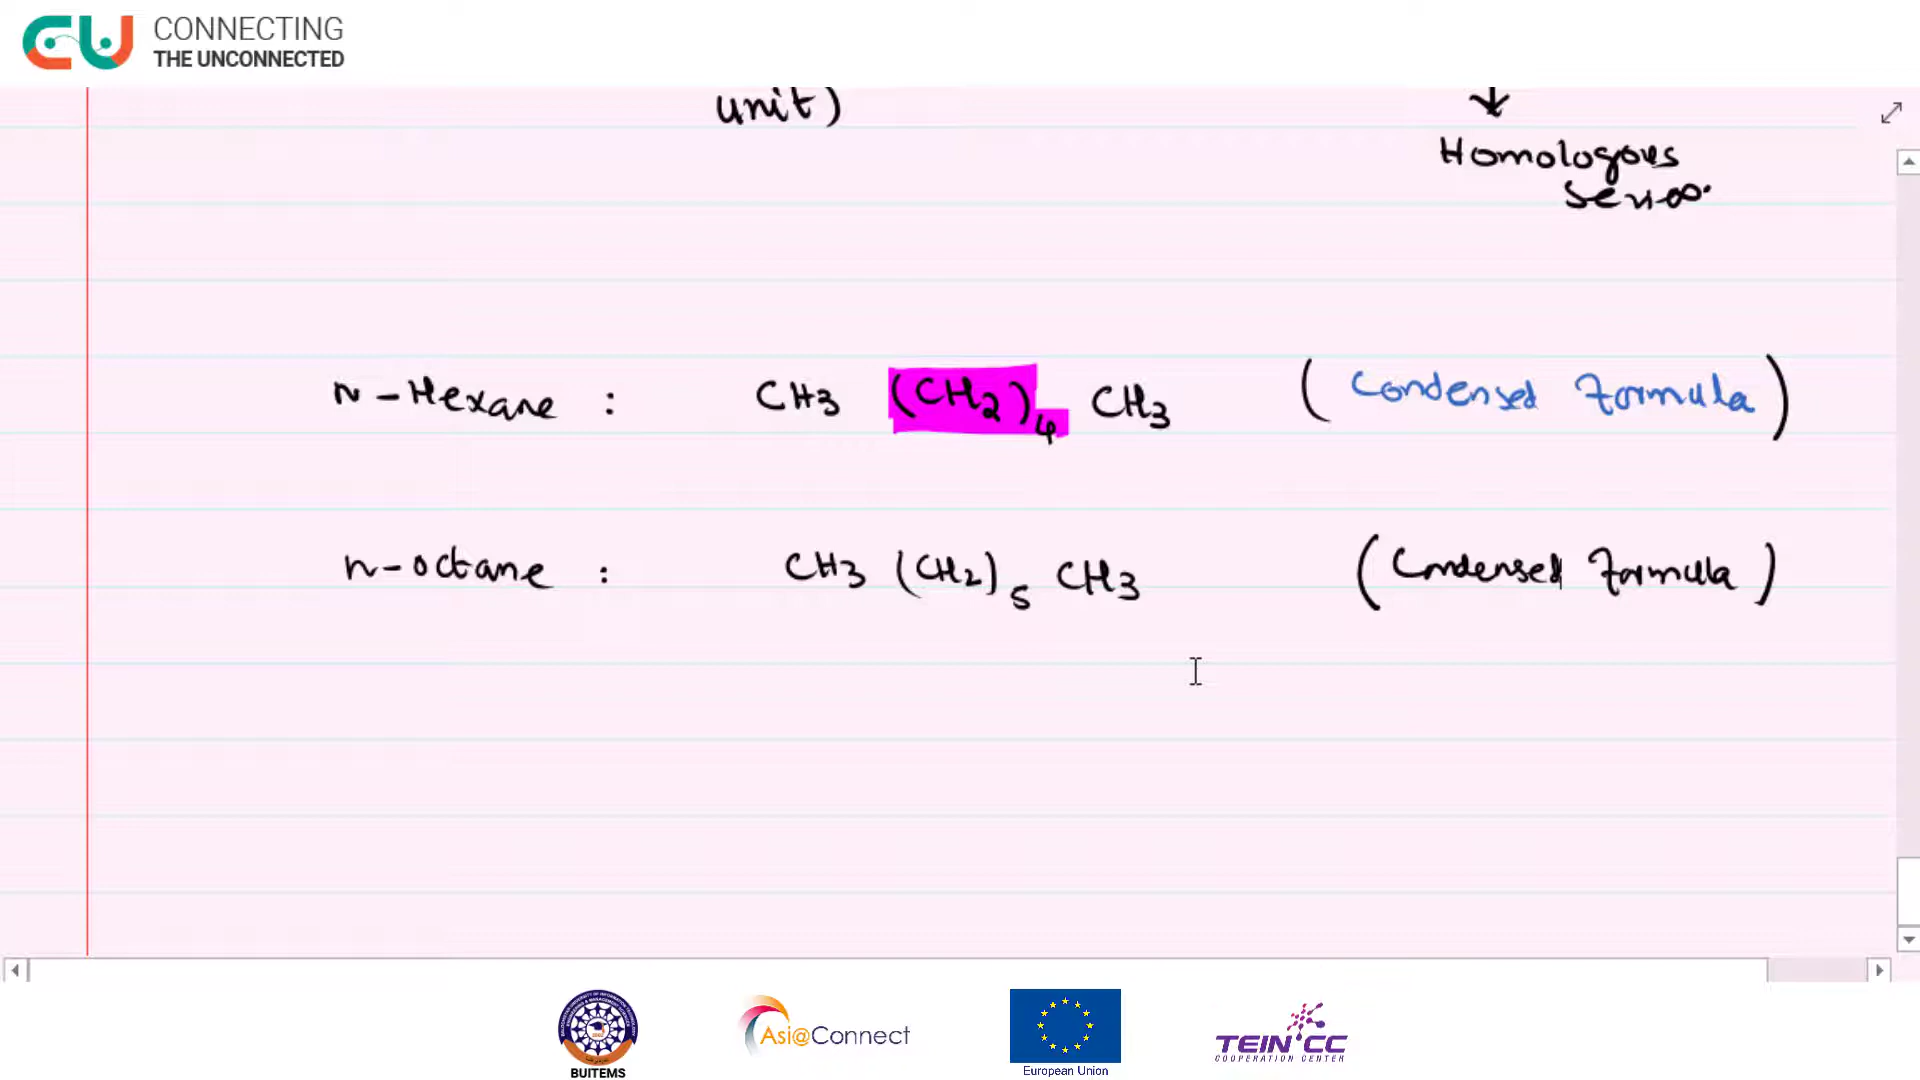 CONNECTING
THE UNCONNECTED
unit)
Homologous
Series.
n-Hexane : CH3 (CH2)4 CH3 (Condensed Formula)
n-octane : CH3 (CH2)5 CH3 (Condensed Formula)
BUITEMS
Asi@Connect
European Union
TEIN*CC
COOPERATION CENTER